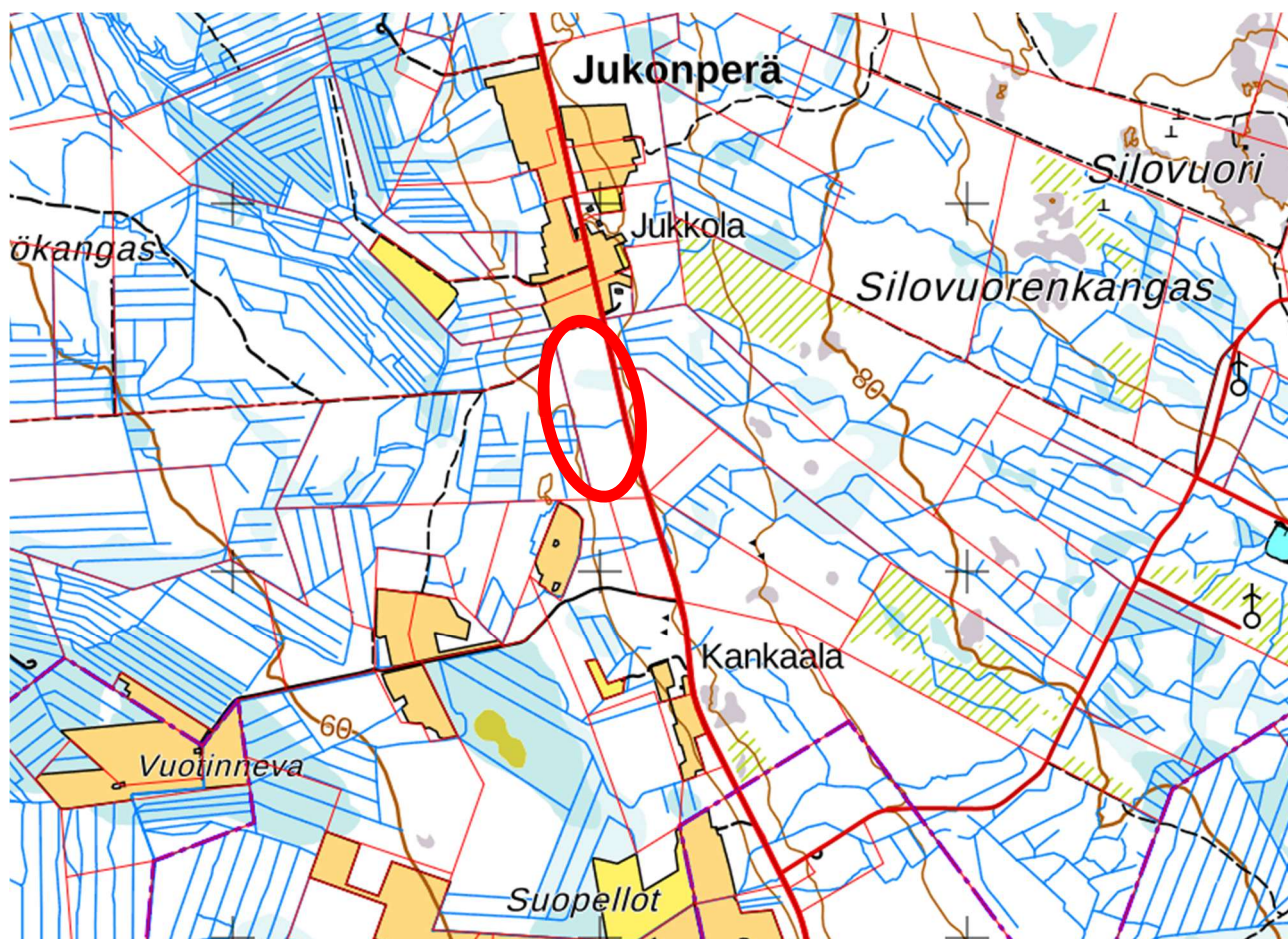 Jukonperä
Silovuori
Jukkola
ökangas
Silovuorenkangas
80
Kankaala
60
Vuotinneva
Suopellot